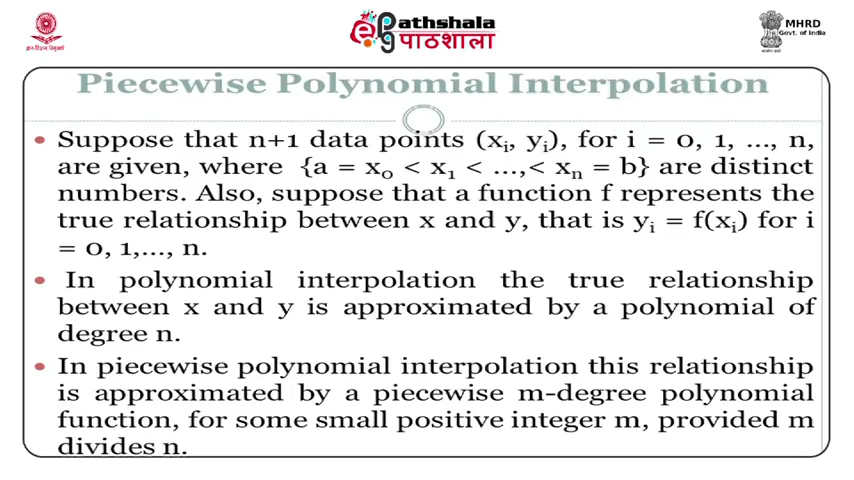 Pathshala
पाठशाला
MHRD
Govt. of India
Piecewise Polynomial Interpolation
• Suppose that n+1 data points (xᵢ, yᵢ), for i = 0, 1, ..., n,
are given, where {a = x₀ < x₁ < ...,< xₙ = b} are distinct
numbers. Also, suppose that a function f represents the
true relationship between x and y, that is yᵢ = f(xᵢ) for i
= 0, 1,..., n.
• In polynomial interpolation the true relationship
between x and y is approximated by a polynomial of
degree n.
• In piecewise polynomial interpolation this relationship
is approximated by a piecewise m-degree polynomial
function, for some small positive integer m, provided m
divides n.